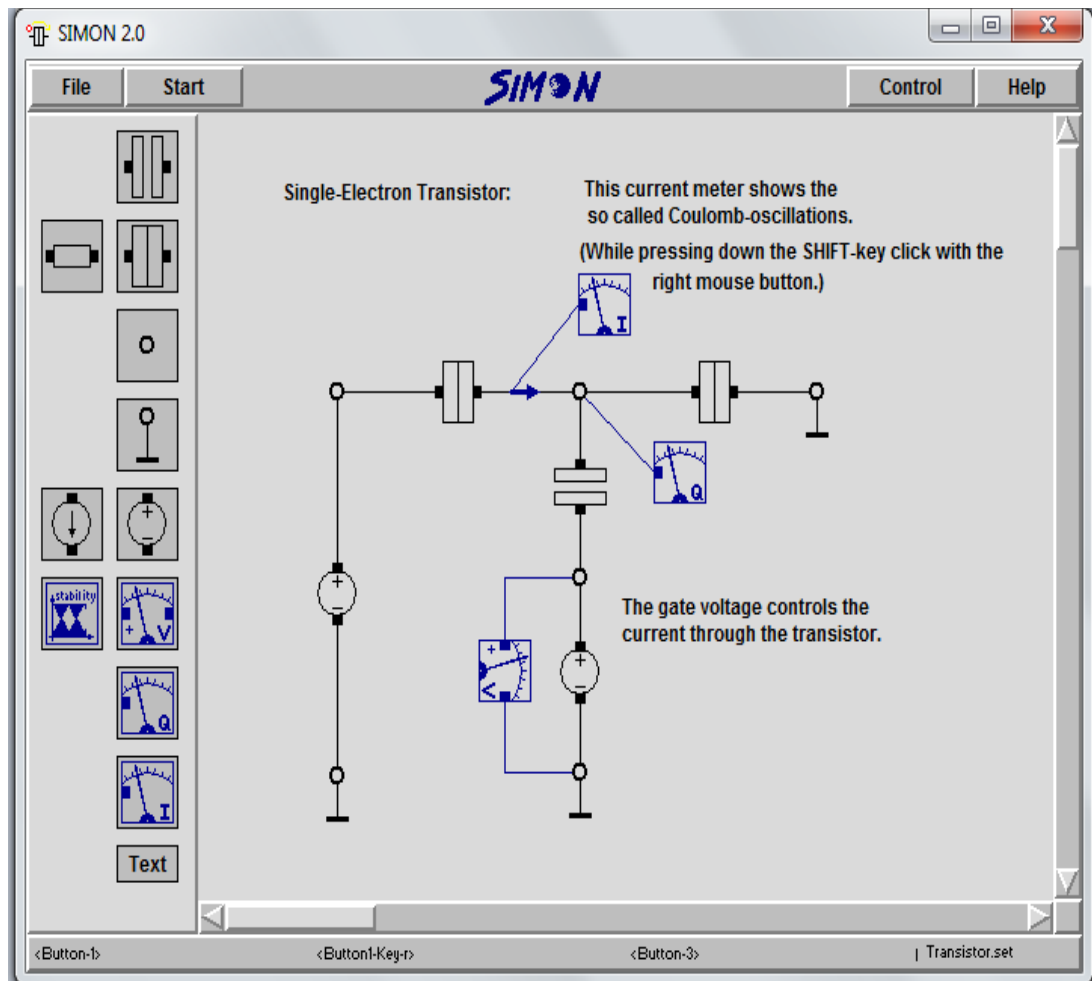 SIMON 2.0
File Start SIMON Control Help
Single-Electron Transistor:
This current meter shows the
so called Coulomb-oscillations.
(While pressing down the SHIFT-key click with the
right mouse button.)
I
Q
stability
+ V
+ V
The gate voltage controls the
current through the transistor.
Q
I
Text
<Button-1> <Button1-Key-r> <Button-3> | Transistor.set